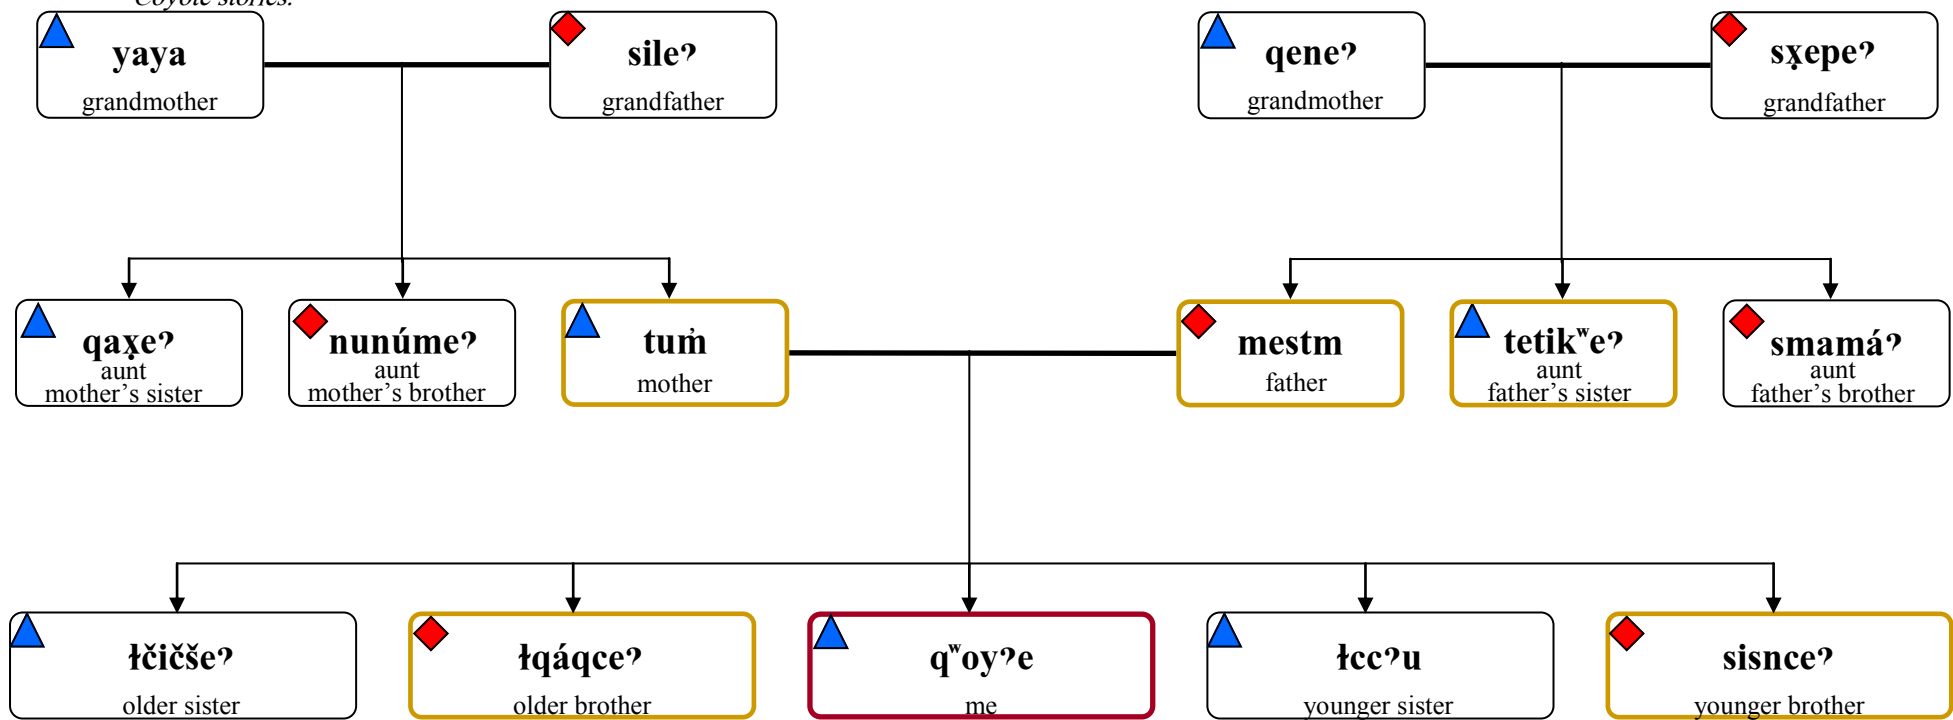 Coyote stories.
yaya
grandmother
sileʔ
grandfather
qeneʔ
grandmother
sx̣epeʔ
grandfather
qax̣eʔ
aunt
mother’s sister
nunúmeʔ
aunt
mother’s brother
tuṁ
mother
mestm
father
tetikʷeʔ
aunt
father’s sister
smamáʔ
aunt
father’s brother
łčičšeʔ
older sister
łqáqceʔ
older brother
qʷoyʔe
me
łccʔu
younger sister
sisnceʔ
younger brother